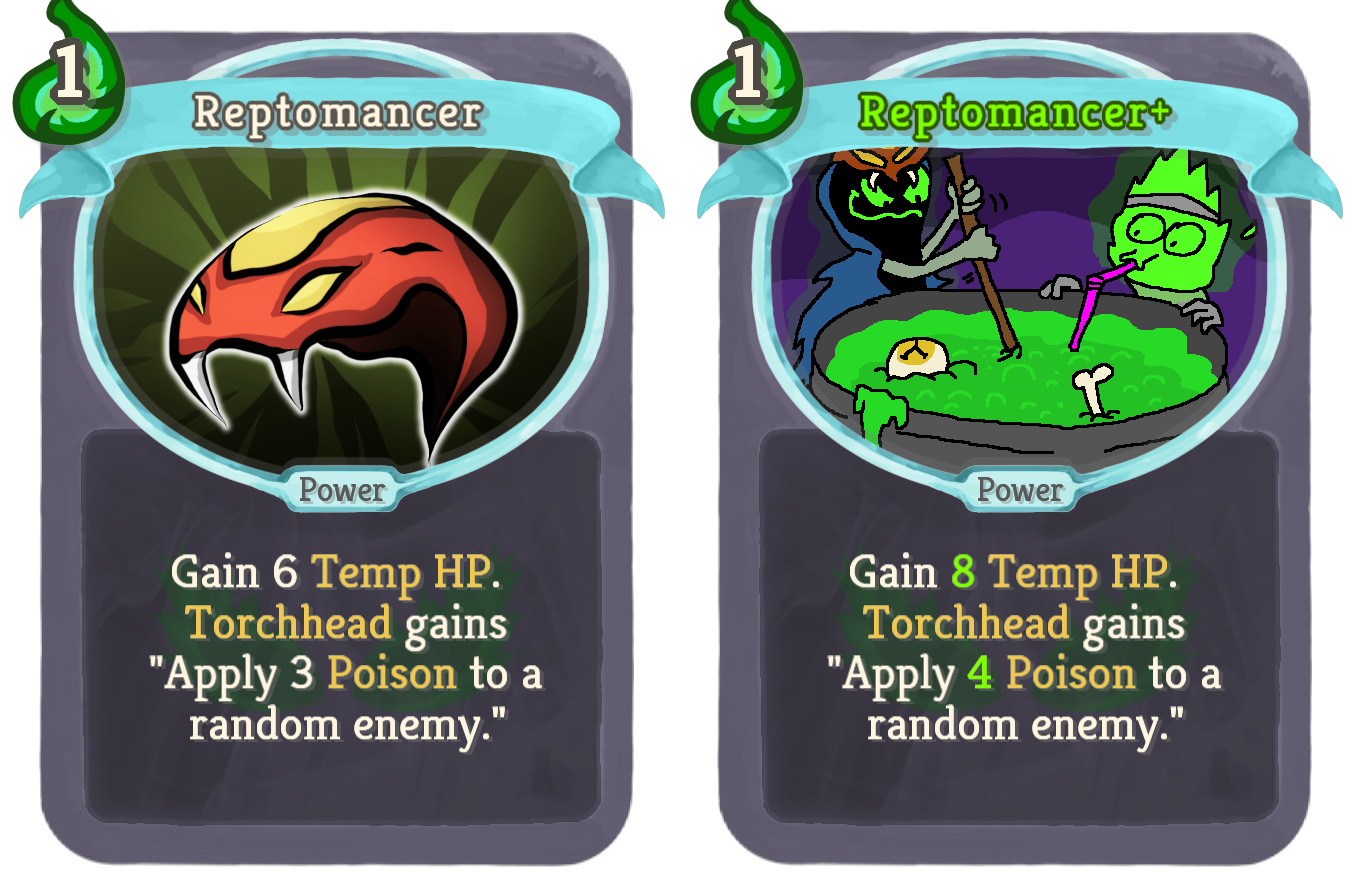 1
Reptomancer
Power
Gain 6 Temp HP.
Torchhead gains
"Apply 3 Poison to a
random enemy."
1
Reptomancer+
Power
Gain 8 Temp HP.
Torchhead gains
"Apply 4 Poison to a
random enemy."